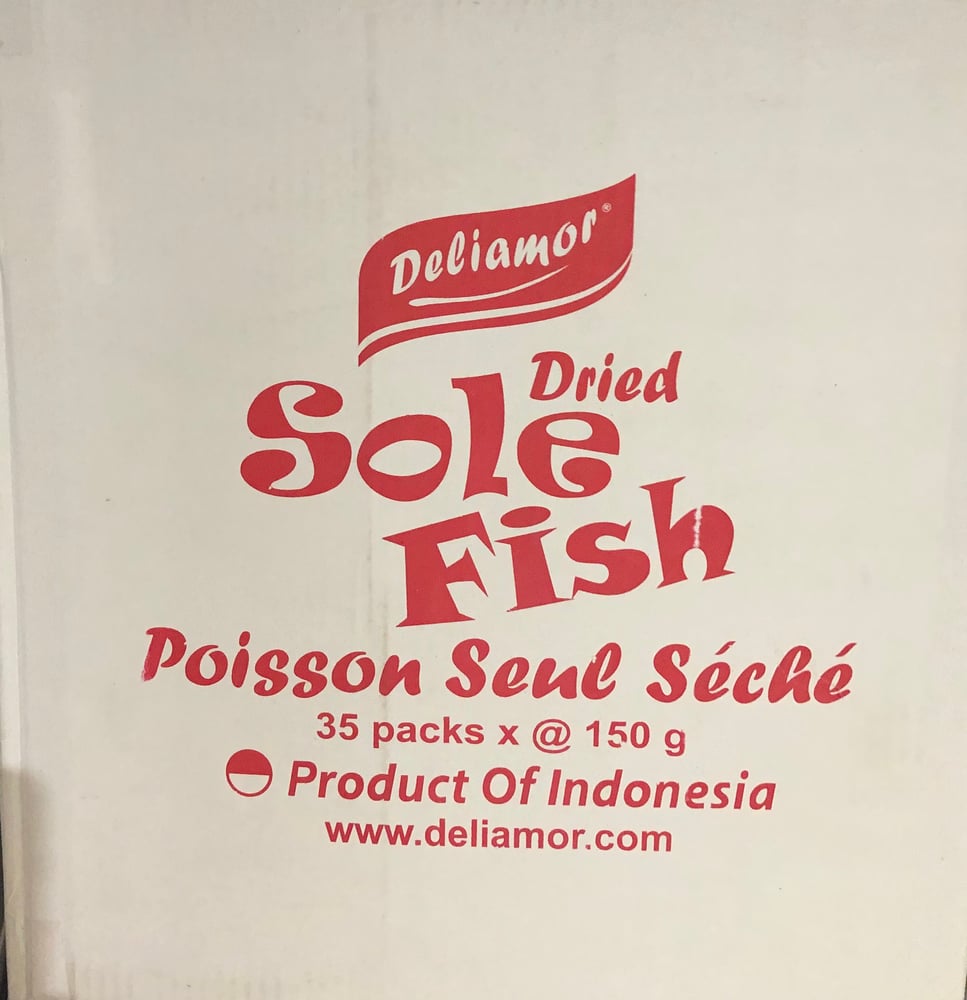 Deliamor®
Dried
Sole
Fish
Poisson Seul Séché
35 packs x @ 150 g
Product Of Indonesia
www.deliamor.com